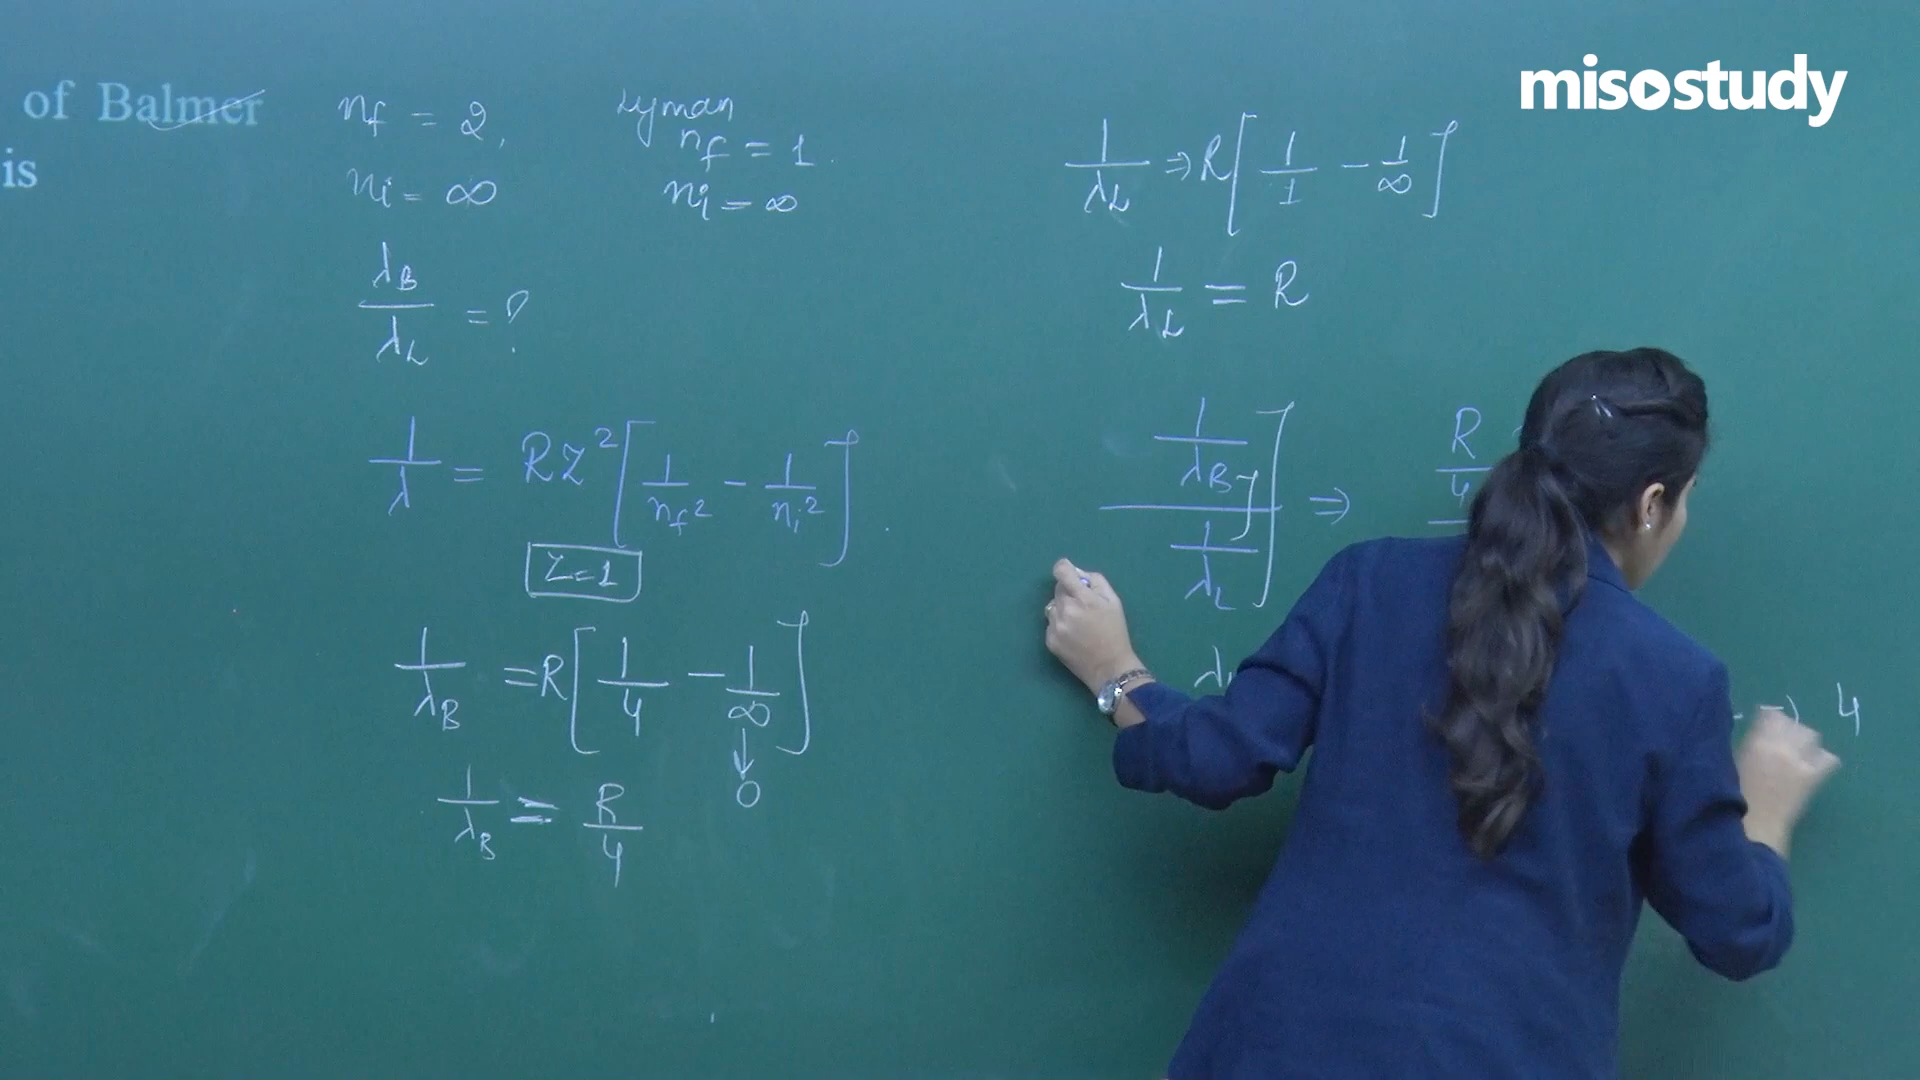 misostudy
of Balmer
is
n_f = 2,
n_i = ∞
Lyman
n_f = 1.
n_i = ∞
λ_B/λ_L = ?
1/λ = RZ²[1/n_f² - 1/n_i²].
Z=1
1/λ_B = R[1/4 - 1/∞]
↓
0
1/λ_B = R/4
1/λ_L ⇒ R[1/1 - 1/∞]
1/λ_L = R
(1/λ_B)/(1/λ_L)] ⇒ R/4
λ
⇒ 4